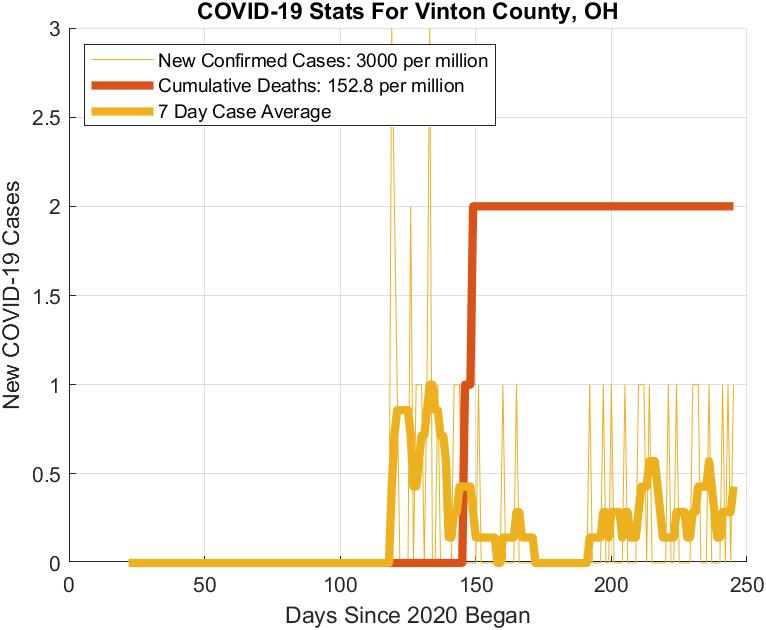 COVID-19 Stats For Vinton County, OH
3
New Confirmed Cases: 3000 per million
Cumulative Deaths: 152.8 per million
7 Day Case Average
2.5
2
1.5
1
0.5
0
New COVID-19 Cases
0 50 100 150 200 250
Days Since 2020 Began